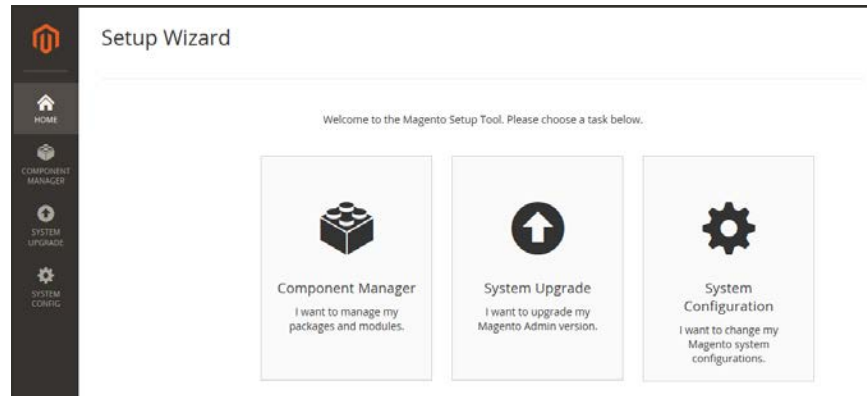 Setup Wizard
HOME
COMPONENT
MANAGER
SYSTEM
UPGRADE
SYSTEM
CONFIG
Welcome to the Magento Setup Tool. Please choose a task below.
Component Manager
I want to manage my
packages and modules.
System Upgrade
I want to upgrade my
Magento Admin version.
System
Configuration
I want to change my
Magento system
configurations.